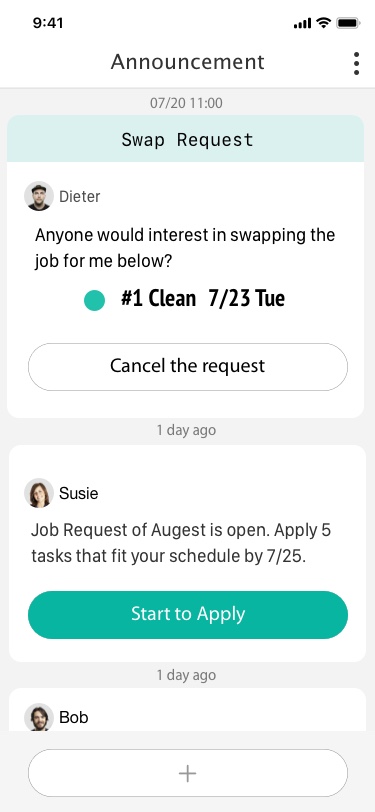 9:41
Announcement
07/20 11:00
Swap Request
Dieter
Anyone would interest in swapping the
job for me below?
#1 Clean 7/23 Tue
Cancel the request
1 day ago
Susie
Job Request of Augest is open. Apply 5
tasks that fit your schedule by 7/25.
Start to Apply
1 day ago
Bob
+